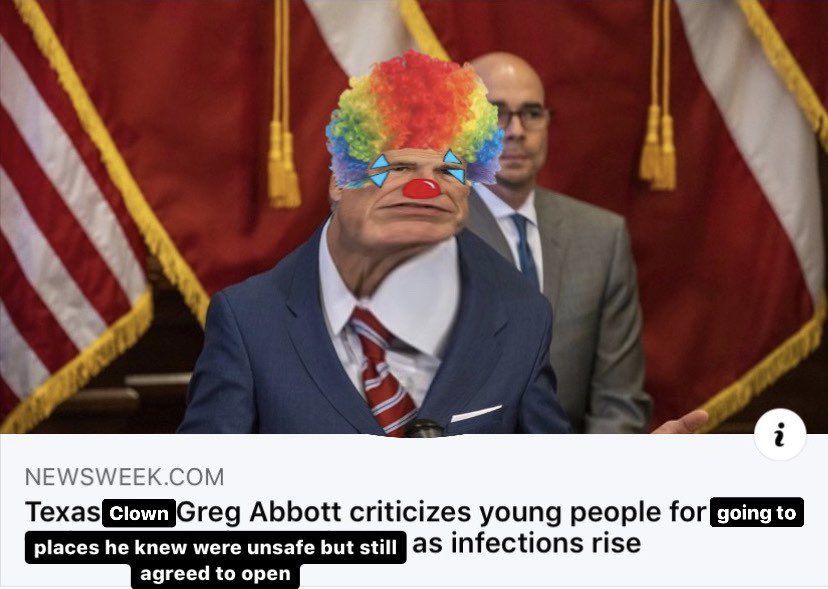 NEWSWEEK.COM
Texas Clown Greg Abbott criticizes young people for going to
places he knew were unsafe but still as infections rise
agreed to open